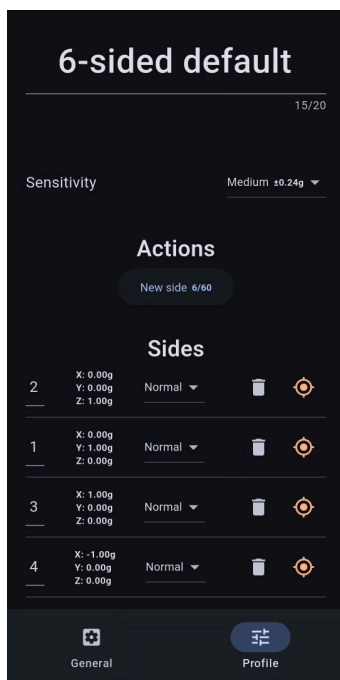 6-sided default
15/20
Sensitivity Medium ±0.24g
Actions
New side 6/60
Sides
2
X: 0.00g
Y: 0.00g
Z: 1.00g
Normal
1
X: 0.00g
Y: 1.00g
Z: 0.00g
Normal
3
X: 1.00g
Y: 0.00g
Z: 0.00g
Normal
4
X: -1.00g
Y: 0.00g
Z: 0.00g
Normal
General Profile